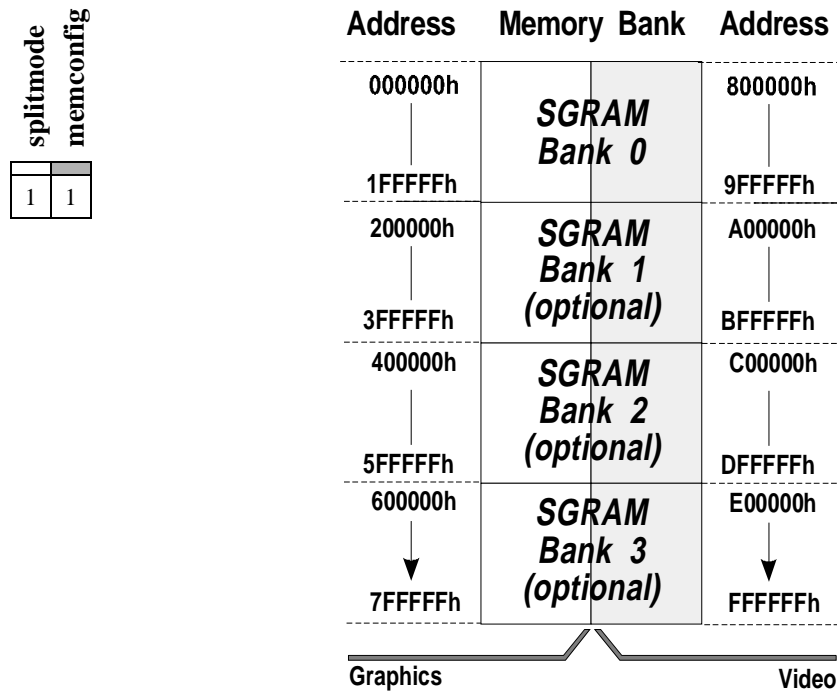 splitmode
memconfig
1 1
Address Memory Bank Address
000000h
1FFFFFh
SGRAM
Bank 0
800000h
9FFFFFh
200000h
3FFFFFh
SGRAM
Bank 1
(optional)
A00000h
BFFFFFh
400000h
5FFFFFh
SGRAM
Bank 2
(optional)
C00000h
DFFFFFh
600000h
7FFFFFh
SGRAM
Bank 3
(optional)
E00000h
FFFFFFh
Graphics
Video